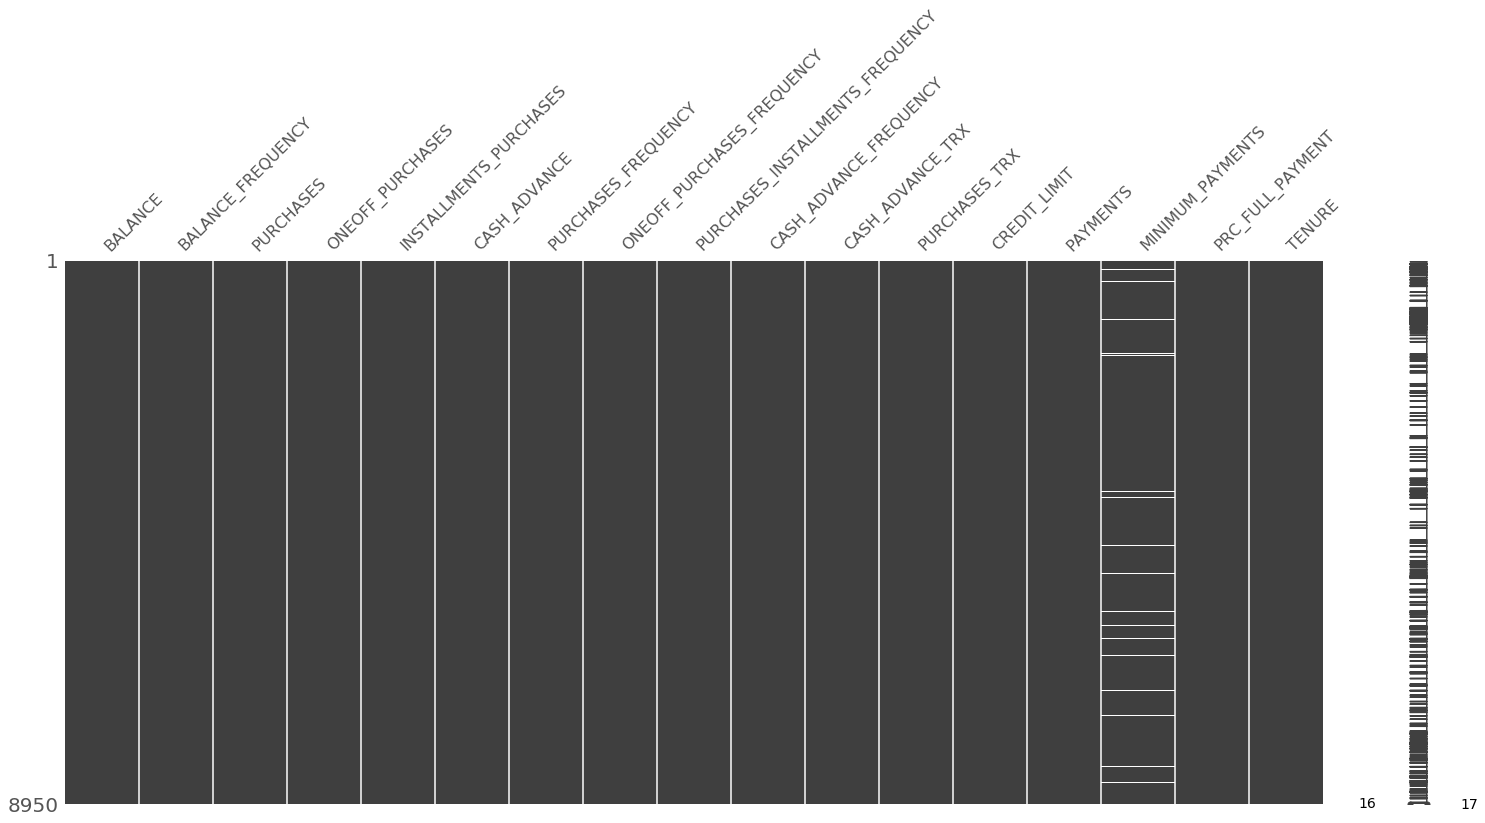 BALANCE
BALANCE_FREQUENCY
PURCHASES
ONEOFF_PURCHASES
INSTALLMENTS_PURCHASES
CASH_ADVANCE
PURCHASES_FREQUENCY
ONEOFF_PURCHASES_FREQUENCY
PURCHASES_INSTALLMENTS_FREQUENCY
CASH_ADVANCE_FREQUENCY
CASH_ADVANCE_TRX
PURCHASES_TRX
CREDIT_LIMIT
PAYMENTS
MINIMUM_PAYMENTS
PRC_FULL_PAYMENT
TENURE
1
8950
16
17